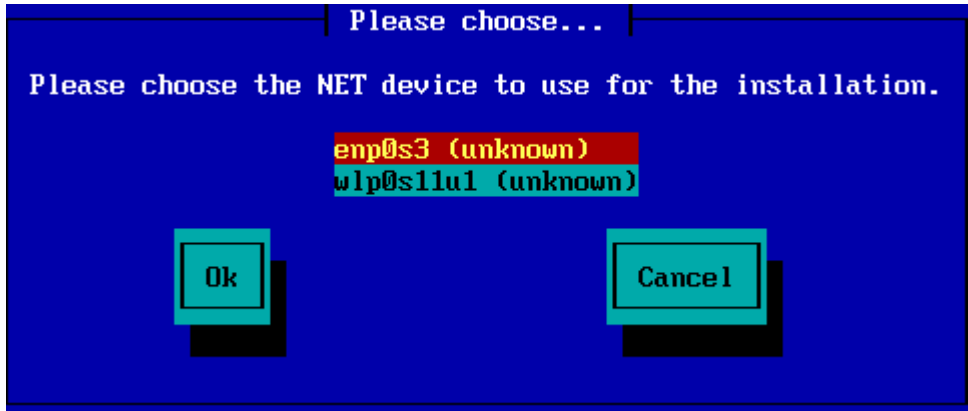 Please choose...
Please choose the NET device to use for the installation.
enp0s3 (unknown)
wlp0s11u1 (unknown)
Ok
Cancel